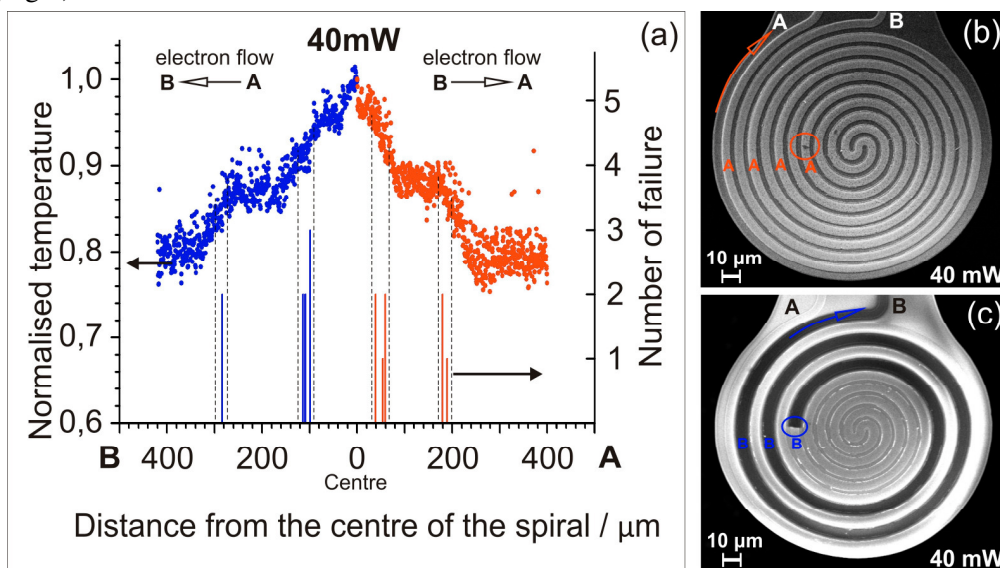 40mW
(a)
electron flow
B A
electron flow
B A
Normalised temperature
1,0
0,9
0,8
0,7
0,6
Number of failure
5
4
3
2
1
B 400 200 0 200 400 A
Centre
Distance from the centre of the spiral / μm
A B (b)
A A A A
10 μm 40 mW
A B (c)
B B B
10 μm 40 mW